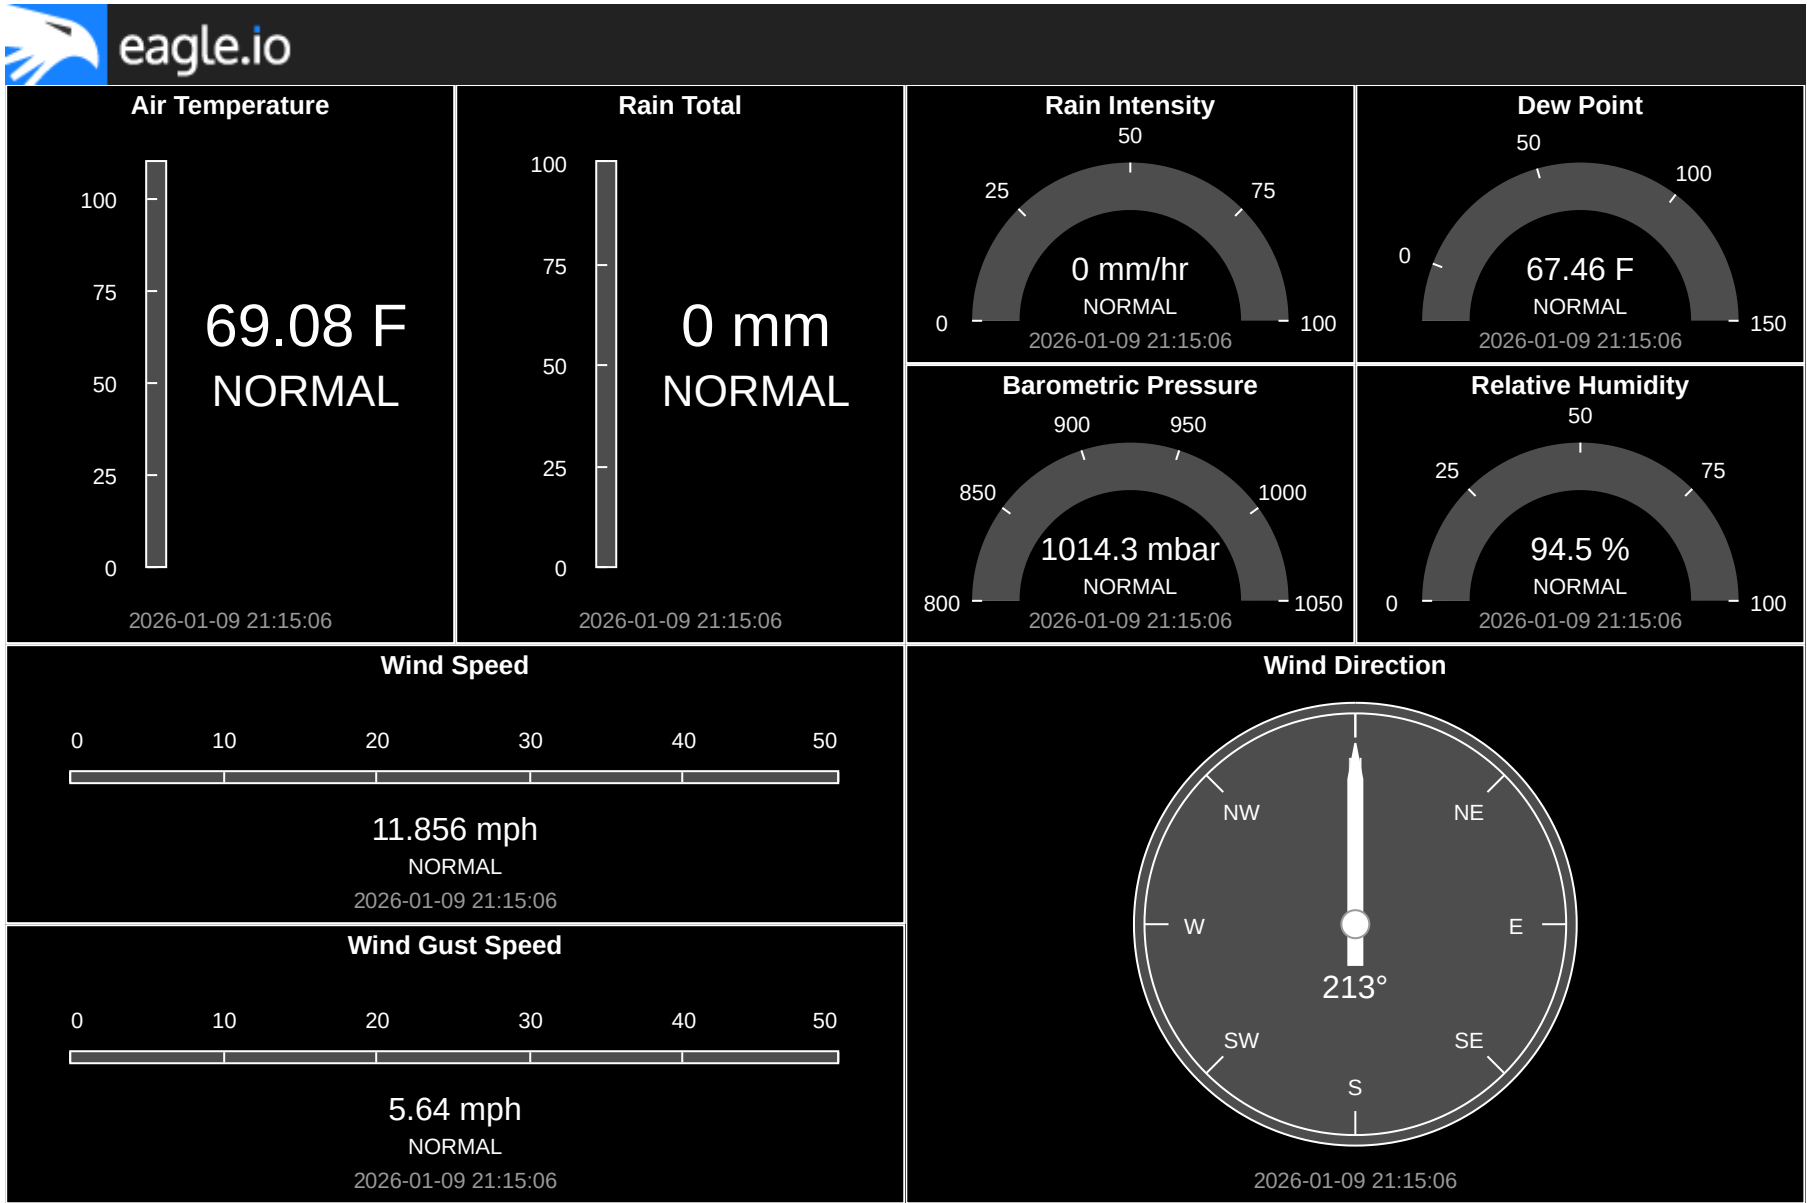 eagle.io
Air Temperature
100
75
50
25
0
69.08 F
NORMAL
2026-01-09 21:15:06
Rain Total
100
75
50
25
0
0 mm
NORMAL
2026-01-09 21:15:06
Rain Intensity
50
25
75
0
100
0 mm/hr
NORMAL
2026-01-09 21:15:06
Dew Point
50
100
0
150
67.46 F
NORMAL
2026-01-09 21:15:06
Barometric Pressure
900
950
850
1000
800
1050
1014.3 mbar
NORMAL
2026-01-09 21:15:06
Relative Humidity
50
25
75
0
100
94.5 %
NORMAL
2026-01-09 21:15:06
Wind Speed
0 10 20 30 40 50
11.856 mph
NORMAL
2026-01-09 21:15:06
Wind Gust Speed
0 10 20 30 40 50
5.64 mph
NORMAL
2026-01-09 21:15:06
Wind Direction
NW NE
W E
213°
SW SE
S
2026-01-09 21:15:06